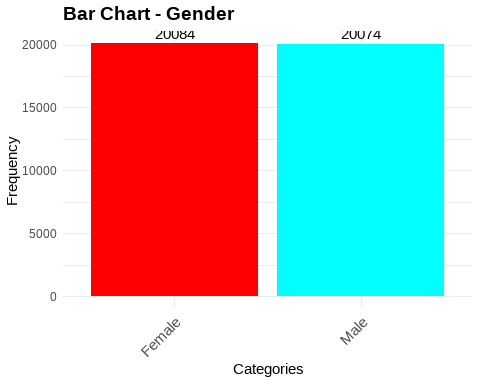 Bar Chart - Gender
20084
20074
20000
15000
10000
5000
0
Frequency
Female
Male
Categories